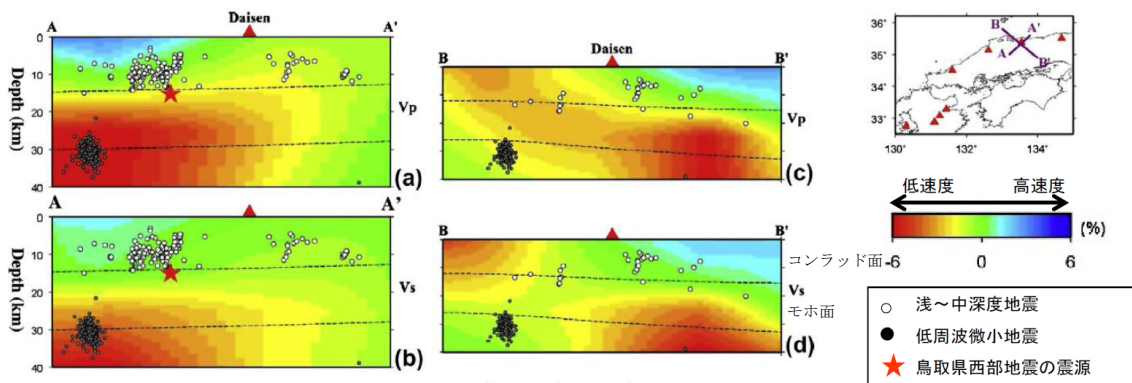 Daisen
A
A'
0
10
20
30
40
Depth (km)
Vp
(a)
A
A'
0
10
20
30
40
Depth (km)
Vs
(b)
Daisen
B
B'
Vp
(c)
B
B'
Vs
(d)
コンラッド面
モホ面
36°
35°
34°
33°
130°
132°
134°
B
A'
A
B'
低速度
高速度
-6
0
6
(%)
浅~中深度地震
低周波微小地震
鳥取県西部地震の震源